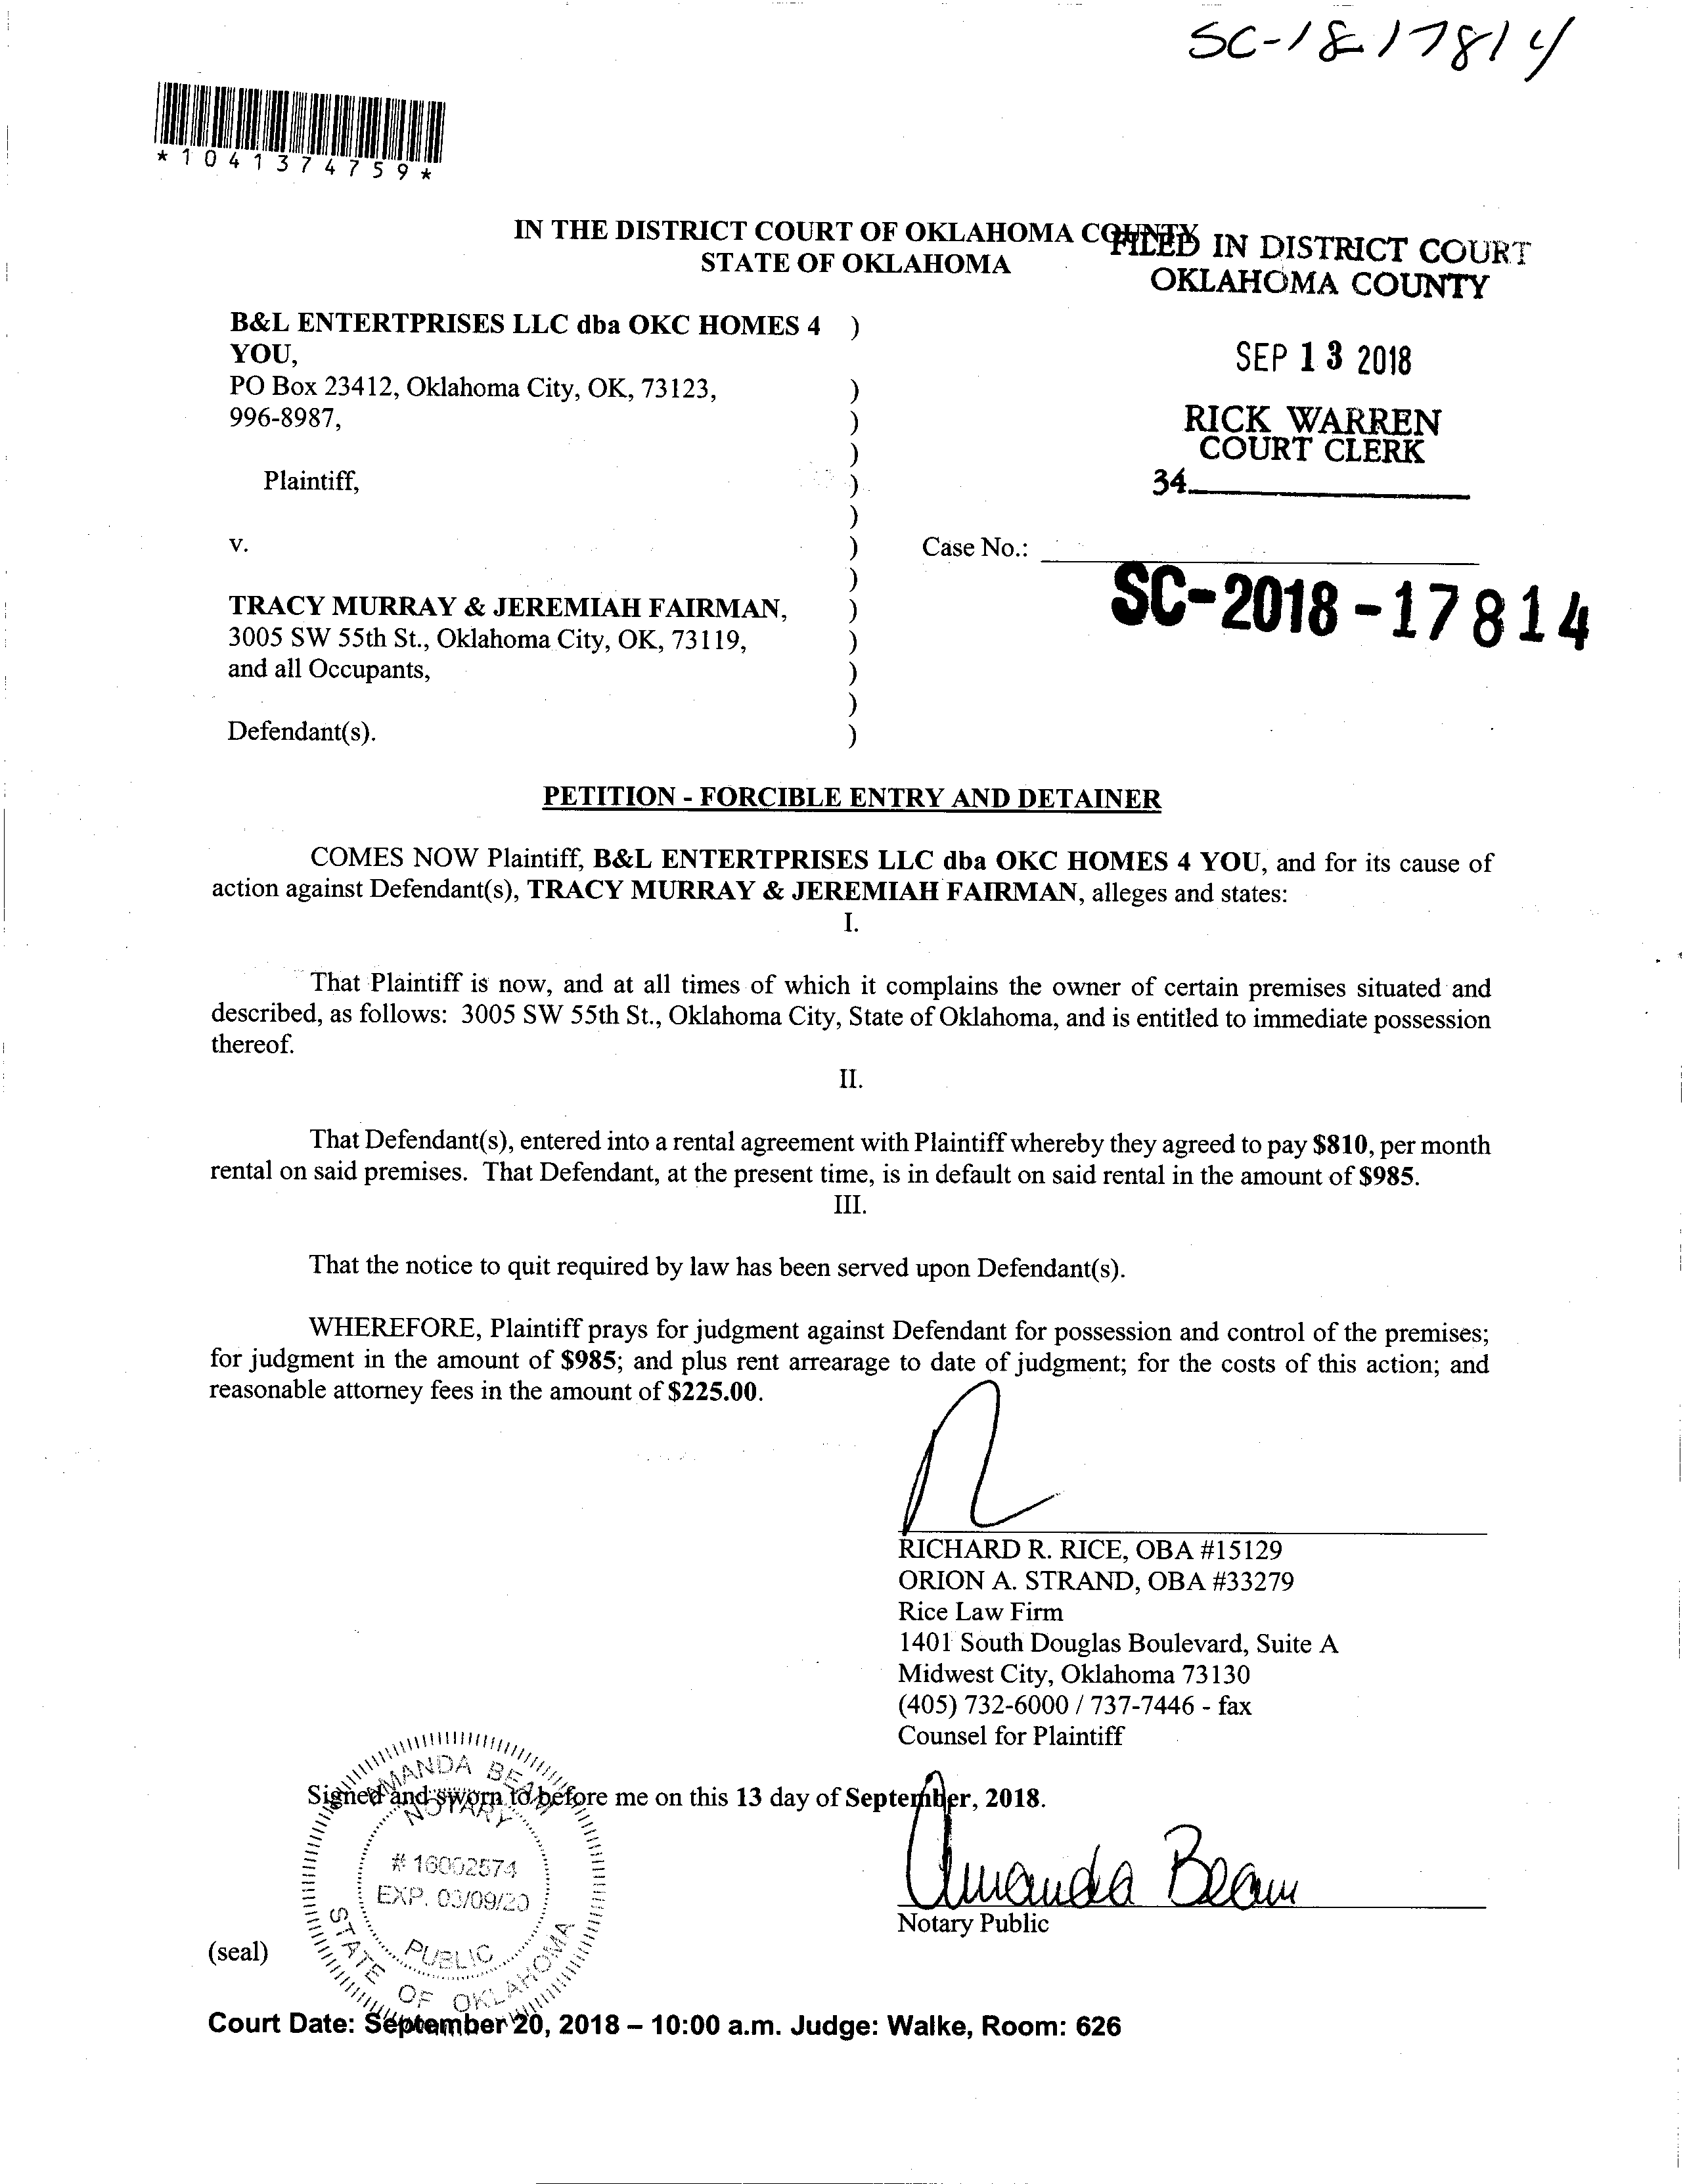 SC-18-17814
*1041374759*
IN THE DISTRICT COURT OF OKLAHOMA COUNTY
STATE OF OKLAHOMA
FILED IN DISTRICT COURT
OKLAHOMA COUNTY
SEP 13 2018
RICK WARREN
COURT CLERK
34
B&L ENTERTPRISES LLC dba OKC HOMES 4 )
YOU,
PO Box 23412, Oklahoma City, OK, 73123, )
996-8987, )
)
Plaintiff, )
)
v. ) Case No.:
)
SC-2018-17814
TRACY MURRAY & JEREMIAH FAIRMAN, )
3005 SW 55th St., Oklahoma City, OK, 73119, )
and all Occupants, )
)
Defendant(s). )
PETITION - FORCIBLE ENTRY AND DETAINER
COMES NOW Plaintiff, B&L ENTERTPRISES LLC dba OKC HOMES 4 YOU, and for its cause of
action against Defendant(s), TRACY MURRAY & JEREMIAH FAIRMAN, alleges and states:
I.
That Plaintiff is now, and at all times of which it complains the owner of certain premises situated and
described, as follows: 3005 SW 55th St., Oklahoma City, State of Oklahoma, and is entitled to immediate possession
thereof.
II.
That Defendant(s), entered into a rental agreement with Plaintiff whereby they agreed to pay $810, per month
rental on said premises. That Defendant, at the present time, is in default on said rental in the amount of $985.
III.
That the notice to quit required by law has been served upon Defendant(s).
WHEREFORE, Plaintiff prays for judgment against Defendant for possession and control of the premises;
for judgment in the amount of $985; and plus rent arrearage to date of judgment; for the costs of this action; and
reasonable attorney fees in the amount of $225.00.
RICHARD R. RICE, OBA #15129
ORION A. STRAND, OBA #33279
Rice Law Firm
1401 South Douglas Boulevard, Suite A
Midwest City, Oklahoma 73130
(405) 732-6000 / 737-7446 - fax
Counsel for Plaintiff
Signed and sworn to before me on this 13 day of September, 2018.
AMANDA BEAM
NOTARY
# 16002574
EXP. 03/09/20
PUBLIC
STATE OF OKLAHOMA
Amanda Beam
Notary Public
(seal)
Court Date: September 20, 2018 – 10:00 a.m. Judge: Walke, Room: 626